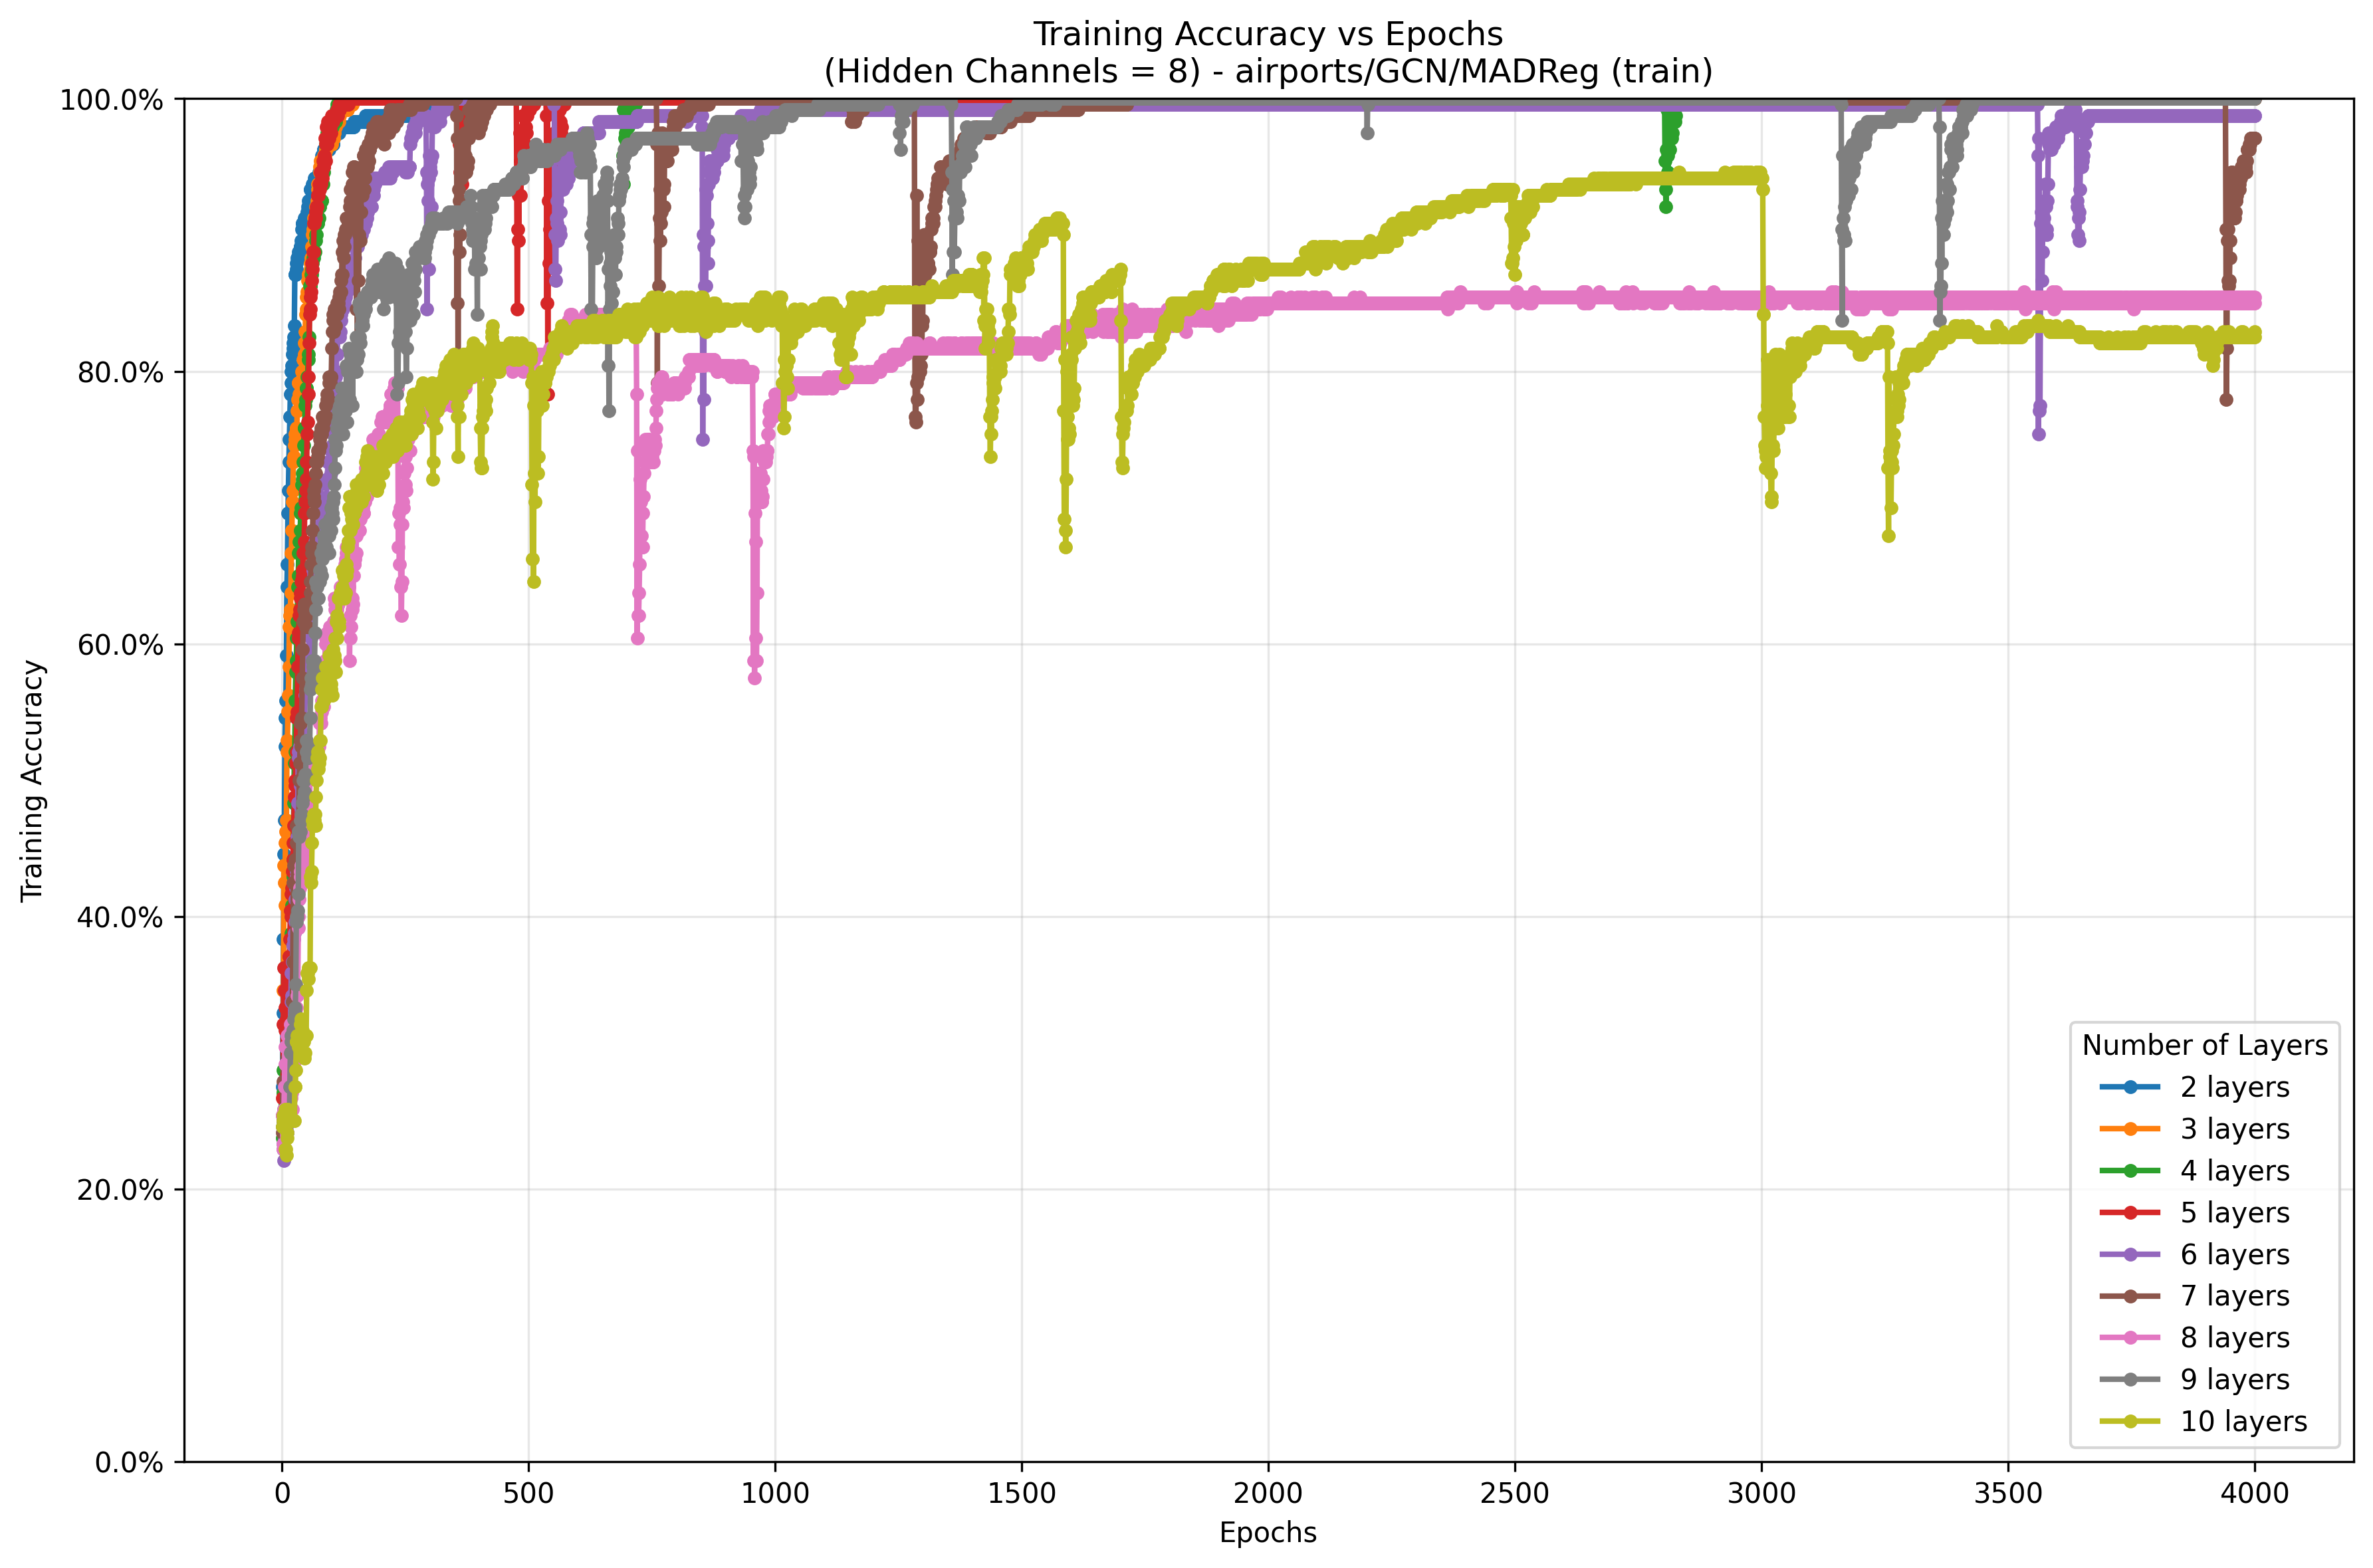 Training Accuracy vs Epochs
(Hidden Channels = 8) - airports/GCN/MADReg (train)
Training Accuracy
100.0%
80.0%
60.0%
40.0%
20.0%
0.0%
0 500 1000 1500 2000 2500 3000 3500 4000
Epochs
Number of Layers
2 layers
3 layers
4 layers
5 layers
6 layers
7 layers
8 layers
9 layers
10 layers